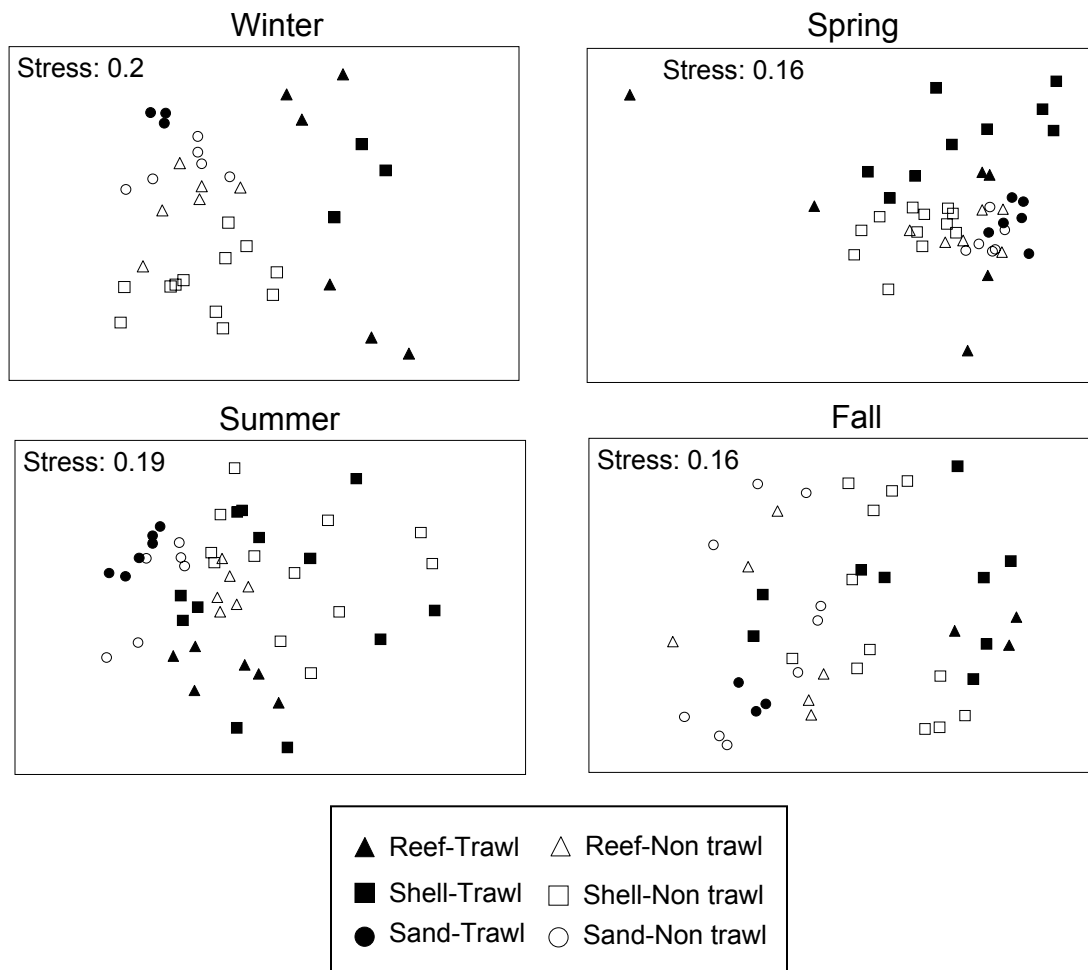 Winter
Spring
Stress: 0.2
Stress: 0.16
Summer
Fall
Stress: 0.19
Stress: 0.16
Reef-Trawl
Reef-Non trawl
Shell-Trawl
Shell-Non trawl
Sand-Trawl
Sand-Non trawl